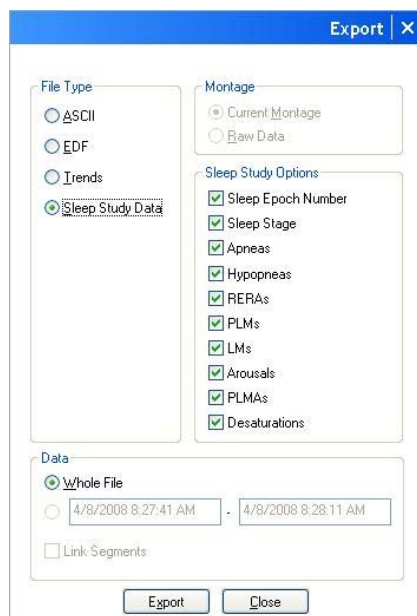 Export
File Type
ASCII
EDF
Trends
Sleep Study Data
Montage
Current Montage
Raw Data
Sleep Study Options
Sleep Epoch Number
Sleep Stage
Apneas
Hypopneas
RERAs
PLMs
LMs
Arousals
PLMAs
Desaturations
Data
Whole File
4/8/2008 8:27:41 AM - 4/8/2008 8:28:11 AM
Link Segments
Export Close